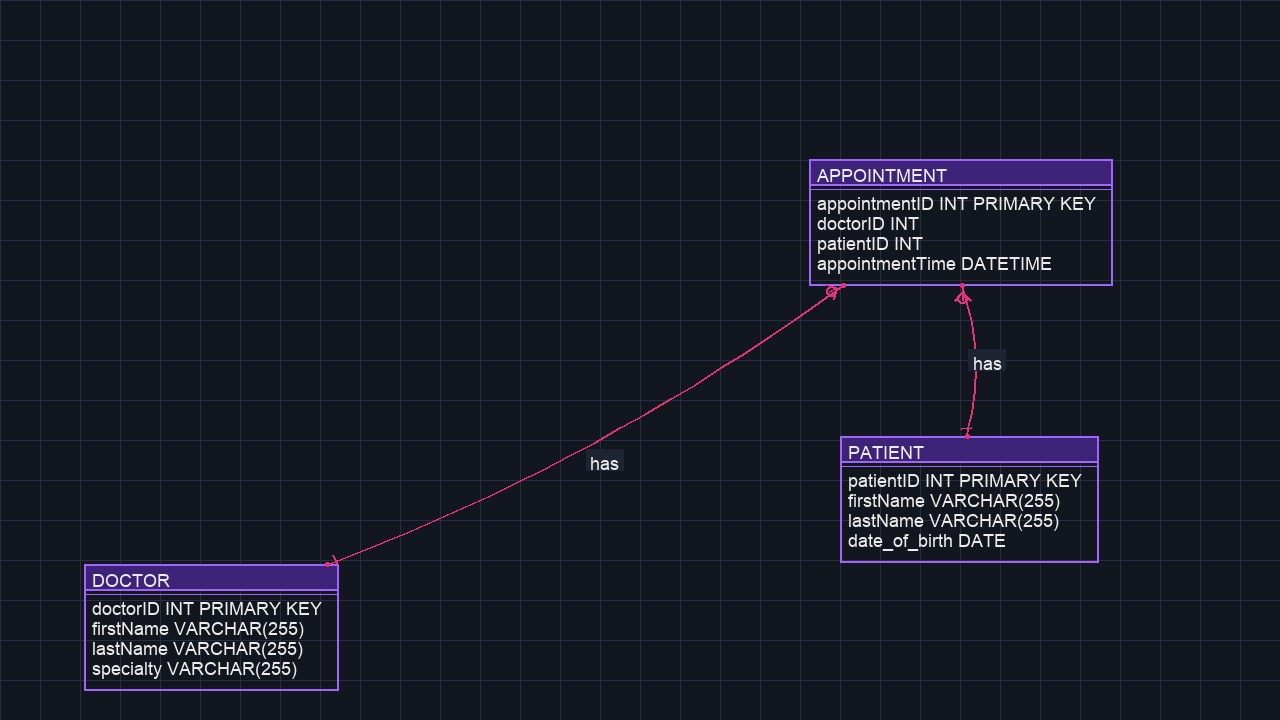 APPOINTMENT
appointmentID INT PRIMARY KEY
doctorID INT
patientID INT
appointmentTime DATETIME
has
PATIENT
patientID INT PRIMARY KEY
firstName VARCHAR(255)
lastName VARCHAR(255)
date_of_birth DATE
has
DOCTOR
doctorID INT PRIMARY KEY
firstName VARCHAR(255)
lastName VARCHAR(255)
specialty VARCHAR(255)